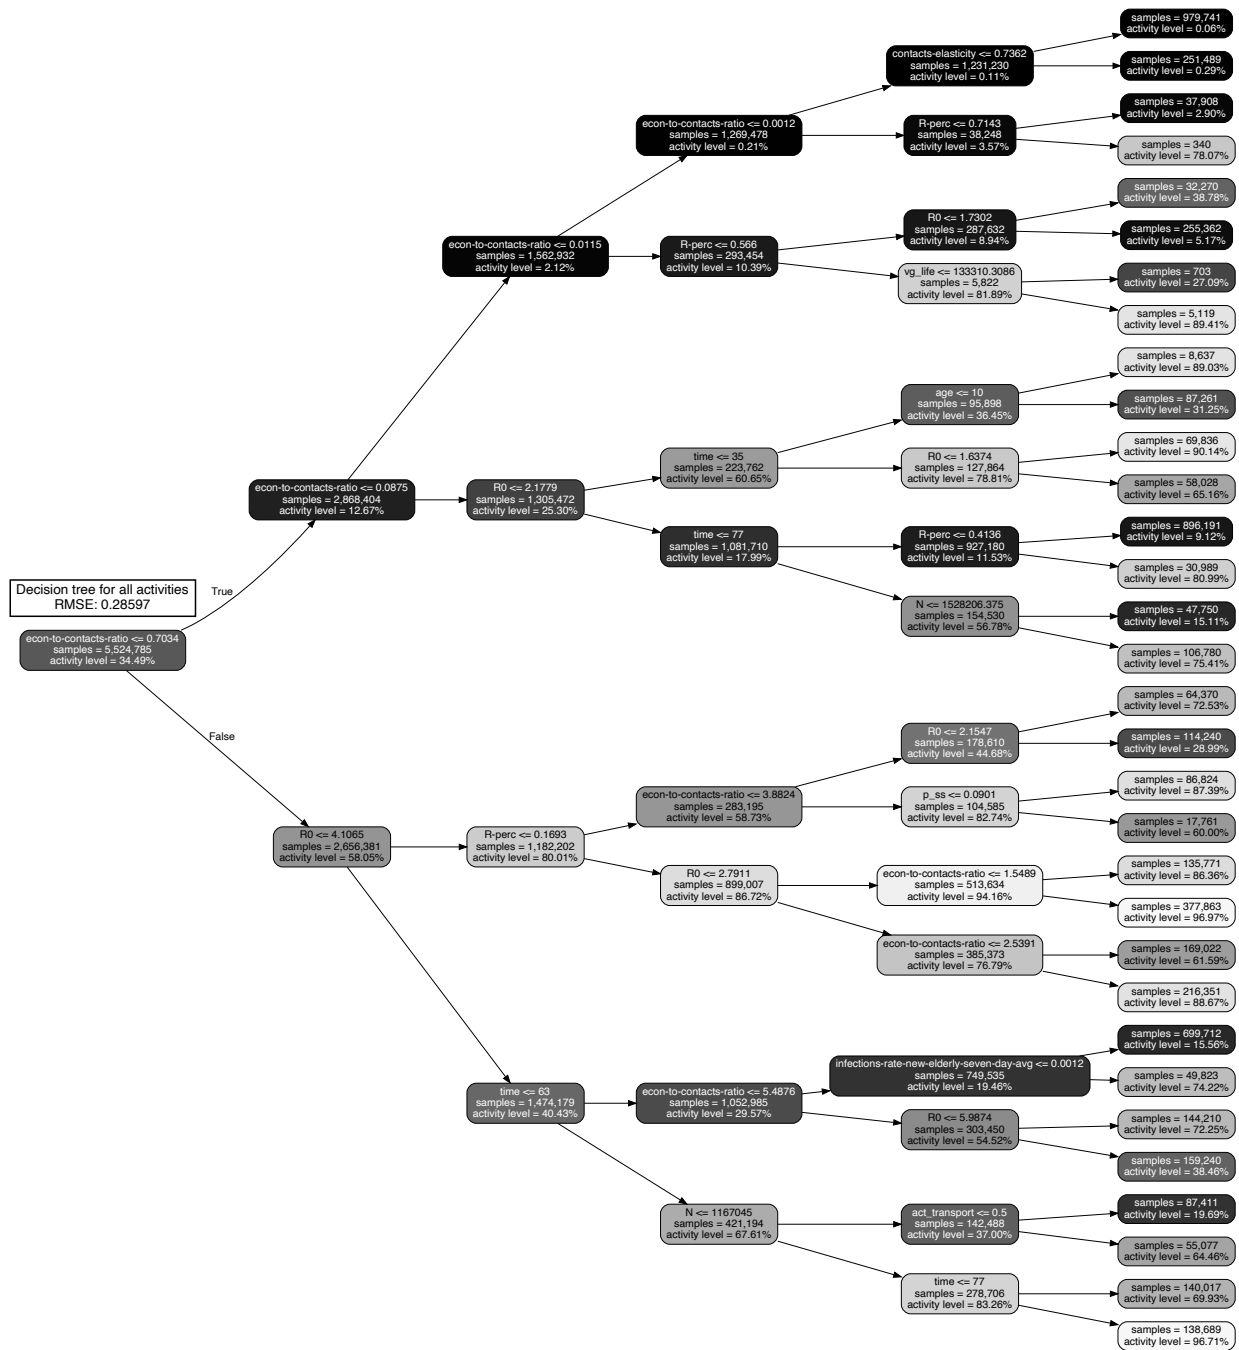 samples = 979,741
activity level = 0.06%
contacts-elasticity <= 0.7362
samples = 1,231,230
activity level = 0.11%
samples = 251,489
activity level = 0.29%
econ-to-contacts-ratio <= 0.0012
samples = 1,269,478
activity level = 0.21%
samples = 37,908
activity level = 2.90%
R-perc <= 0.7143
samples = 38,248
activity level = 3.57%
samples = 340
activity level = 78.07%
econ-to-contacts-ratio <= 0.0115
samples = 1,562,932
activity level = 2.12%
samples = 32,270
activity level = 38.78%
R0 <= 1.7302
samples = 287,632
activity level = 8.94%
samples = 255,362
activity level = 5.17%
R-perc <= 0.566
samples = 293,454
activity level = 10.39%
vg_life <= 133310.3086
samples = 5,822
activity level = 81.89%
samples = 703
activity level = 27.09%
samples = 5,119
activity level = 89.41%
samples = 8,637
activity level = 89.03%
age <= 10
samples = 95,898
activity level = 36.45%
samples = 87,261
activity level = 31.25%
time <= 35
samples = 223,762
activity level = 60.65%
samples = 69,836
activity level = 90.14%
R0 <= 1.6374
samples = 127,864
activity level = 78.81%
samples = 58,028
activity level = 65.16%
econ-to-contacts-ratio <= 0.0875
samples = 2,868,404
activity level = 12.67%
R0 <= 2.1779
samples = 1,305,472
activity level = 25.30%
time <= 77
samples = 1,081,710
activity level = 17.99%
R-perc <= 0.4136
samples = 927,180
activity level = 11.53%
samples = 896,191
activity level = 9.12%
samples = 30,989
activity level = 80.99%
N <= 1528206.375
samples = 154,530
activity level = 56.78%
samples = 47,750
activity level = 15.11%
samples = 106,780
activity level = 75.41%
Decision tree for all activities
RMSE: 0.28597
True
econ-to-contacts-ratio <= 0.7034
samples = 5,524,785
activity level = 34.49%
False
samples = 64,370
activity level = 72.53%
R0 <= 2.1547
samples = 178,610
activity level = 44.68%
samples = 114,240
activity level = 28.99%
econ-to-contacts-ratio <= 3.8824
samples = 283,195
activity level = 58.73%
samples = 86,824
activity level = 87.39%
p_ss <= 0.0901
samples = 104,585
activity level = 82.74%
samples = 17,761
activity level = 60.00%
R0 <= 4.1065
samples = 2,656,381
activity level = 58.05%
R-perc <= 0.1693
samples = 1,182,202
activity level = 80.01%
R0 <= 2.7911
samples = 899,007
activity level = 86.72%
econ-to-contacts-ratio <= 1.5489
samples = 513,634
activity level = 94.16%
samples = 135,771
activity level = 86.36%
samples = 377,863
activity level = 96.97%
econ-to-contacts-ratio <= 2.5391
samples = 385,373
activity level = 76.79%
samples = 169,022
activity level = 61.59%
samples = 216,351
activity level = 88.67%
samples = 699,712
activity level = 15.56%
infections-rate-new-elderly-seven-day-avg <= 0.0012
samples = 749,535
activity level = 19.46%
samples = 49,823
activity level = 74.22%
time <= 63
samples = 1,474,179
activity level = 40.43%
econ-to-contacts-ratio <= 5.4876
samples = 1,052,985
activity level = 29.57%
R0 <= 5.9874
samples = 303,450
activity level = 54.52%
samples = 144,210
activity level = 72.25%
samples = 159,240
activity level = 38.46%
N <= 1167045
samples = 421,194
activity level = 67.61%
act_transport <= 0.5
samples = 142,488
activity level = 37.00%
samples = 87,411
activity level = 19.69%
samples = 55,077
activity level = 64.46%
time <= 77
samples = 278,706
activity level = 83.26%
samples = 140,017
activity level = 69.93%
samples = 138,689
activity level = 96.71%